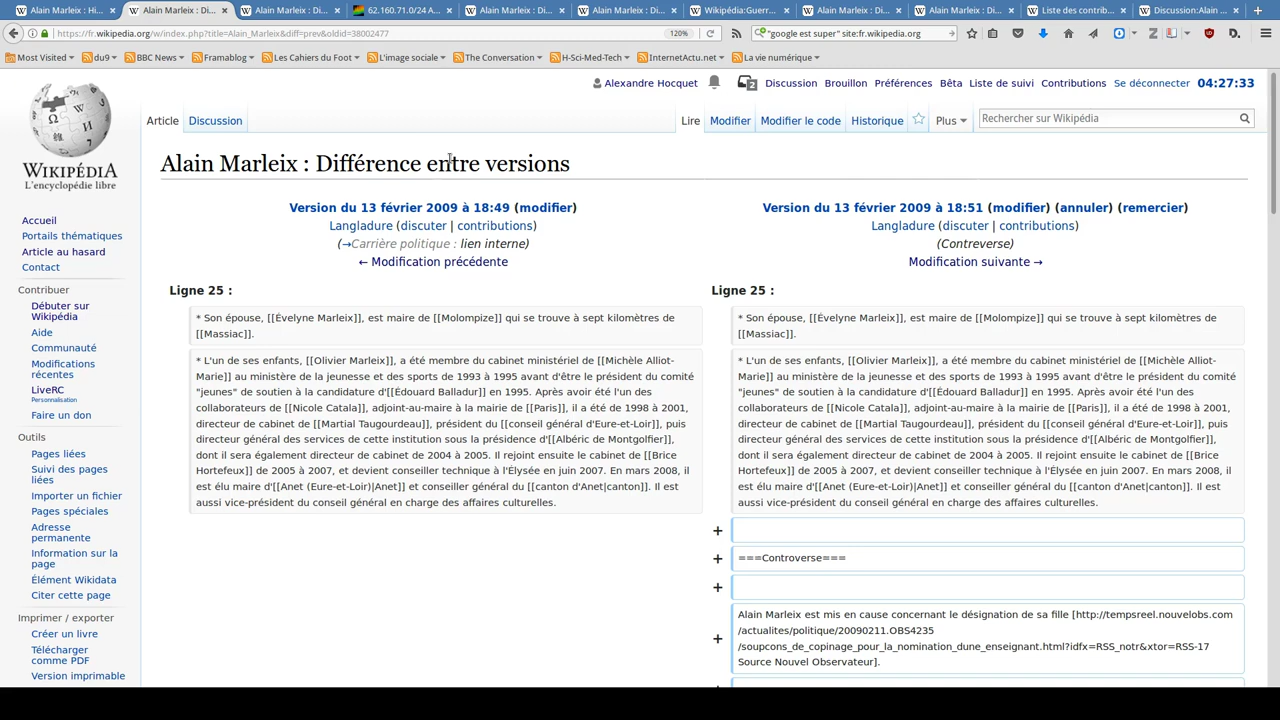 Alain Marleix : Hi...
Alain Marleix : Di...
Alain Marleix : Di...
62.160.71.0/24 A...
Alain Marleix : Di...
Alain Marleix : Di...
Wikipédia:Guerr...
Alain Marleix : Di...
Alain Marleix : Di...
Liste des contrib...
Discussion:Alain ...
https://fr.wikipedia.org/w/index.php?title=Alain_Marleix&diff=prev&oldid=38002477
120%
"google est super" site:fr.wikipedia.org
Most Visited
du9
BBC News
Framablog
Les Cahiers du Foot
L'image sociale
The Conversation
H-Sci-Med-Tech
InternetActu.net
La vie numérique
Alexandre Hocquet
2
Discussion
Brouillon
Préférences
Bêta
Liste de suivi
Contributions
Se déconnecter
04:27:33
Article
Discussion
Lire
Modifier
Modifier le code
Historique
Plus
Rechercher sur Wikipédia
WIKIPÉDIA
L'encyclopédie libre
Accueil
Portails thématiques
Article au hasard
Contact
Contribuer
Débuter sur
Wikipédia
Aide
Communauté
Modifications
récentes
LiveRC
Personnalisation
Faire un don
Outils
Pages liées
Suivi des pages
liées
Importer un fichier
Pages spéciales
Adresse
permanente
Information sur la
page
Élément Wikidata
Citer cette page
Imprimer / exporter
Créer un livre
Télécharger
comme PDF
Version imprimable
Alain Marleix : Différence entre versions
Version du 13 février 2009 à 18:49 (modifier)
Langladure (discuter | contributions)
(→Carrière politique : lien interne)
← Modification précédente
Ligne 25 :
* Son épouse, [[Évelyne Marleix]], est maire de [[Molompize]] qui se trouve à sept kilomètres de
[[Massiac]].
* L'un de ses enfants, [[Olivier Marleix]], a été membre du cabinet ministériel de [[Michèle Alliot-
Marie]] au ministère de la jeunesse et des sports de 1993 à 1995 avant d'être le président du comité
"jeunes" de soutien à la candidature d'[[Édouard Balladur]] en 1995. Après avoir été l'un des
collaborateurs de [[Nicole Catala]], adjoint-au-maire à la mairie de [[Paris]], il a été de 1998 à 2001,
directeur de cabinet de [[Martial Taugourdeau]], président du [[conseil général d'Eure-et-Loir]], puis
directeur général des services de cette institution sous la présidence d'[[Albéric de Montgolfier]],
dont il sera également directeur de cabinet de 2004 à 2005. Il rejoint ensuite le cabinet de [[Brice
Hortefeux]] de 2005 à 2007, et devient conseiller technique à l'Élysée en juin 2007. En mars 2008, il
est élu maire d'[[Anet (Eure-et-Loir)|Anet]] et conseiller général du [[canton d'Anet|canton]]. Il est
aussi vice-président du conseil général en charge des affaires culturelles.
Version du 13 février 2009 à 18:51 (modifier) (annuler) (remercier)
Langladure (discuter | contributions)
(Contreverse)
Modification suivante →
Ligne 25 :
* Son épouse, [[Évelyne Marleix]], est maire de [[Molompize]] qui se trouve à sept kilomètres de
[[Massiac]].
* L'un de ses enfants, [[Olivier Marleix]], a été membre du cabinet ministériel de [[Michèle Alliot-
Marie]] au ministère de la jeunesse et des sports de 1993 à 1995 avant d'être le président du comité
"jeunes" de soutien à la candidature d'[[Édouard Balladur]] en 1995. Après avoir été l'un des
collaborateurs de [[Nicole Catala]], adjoint-au-maire à la mairie de [[Paris]], il a été de 1998 à 2001,
directeur de cabinet de [[Martial Taugourdeau]], président du [[conseil général d'Eure-et-Loir]], puis
directeur général des services de cette institution sous la présidence d'[[Albéric de Montgolfier]],
dont il sera également directeur de cabinet de 2004 à 2005. Il rejoint ensuite le cabinet de [[Brice
Hortefeux]] de 2005 à 2007, et devient conseiller technique à l'Élysée en juin 2007. En mars 2008, il
est élu maire d'[[Anet (Eure-et-Loir)|Anet]] et conseiller général du [[canton d'Anet|canton]]. Il est
aussi vice-président du conseil général en charge des affaires culturelles.
+
+ ===Controverse===
+
+ Alain Marleix est mis en cause concernant le désignation de sa fille [http://tempsreel.nouvelobs.com
/actualites/politique/20090211.OBS4235
/soupcons_de_copinage_pour_la_nomination_dune_enseignant.html?idfx=RSS_notr&xtor=RSS-17
Source Nouvel Observateur].